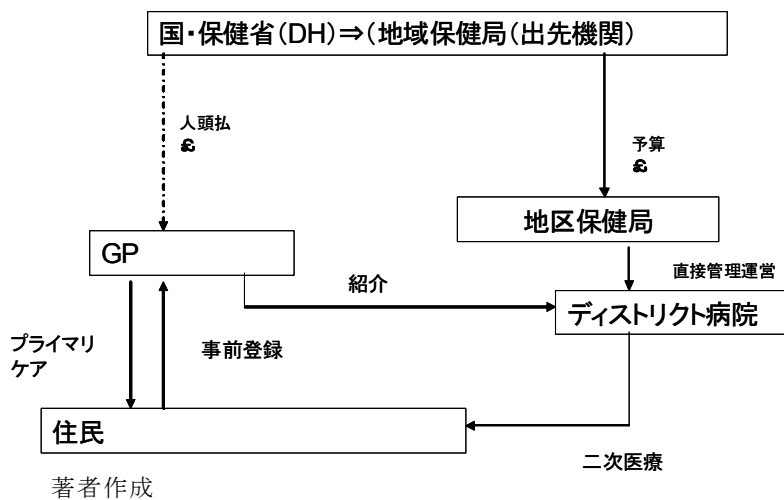 国・保健省(DH)⇒(地域保健局(出先機関)
人頭払
£
予算
£
地区保健局
GP
直接管理運営
紹介
ディストリクト病院
プライマリ
ケア
事前登録
住民
二次医療
著者作成